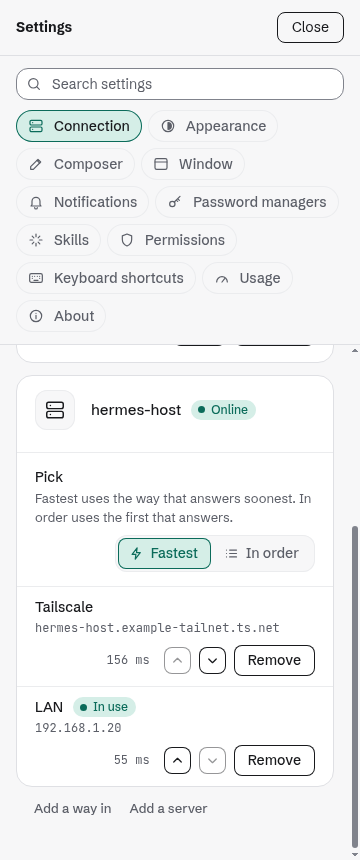 Settings
Close
Search settings
Connection
Appearance
Composer
Window
Notifications
Password managers
Skills
Permissions
Keyboard shortcuts
Usage
About
hermes-host
Online
Pick
Fastest uses the way that answers soonest. In
order uses the first that answers.
Fastest
In order
Tailscale
hermes-host.example-tailnet.ts.net
156 ms
Remove
LAN
In use
192.168.1.20
55 ms
Remove
Add a way in
Add a server